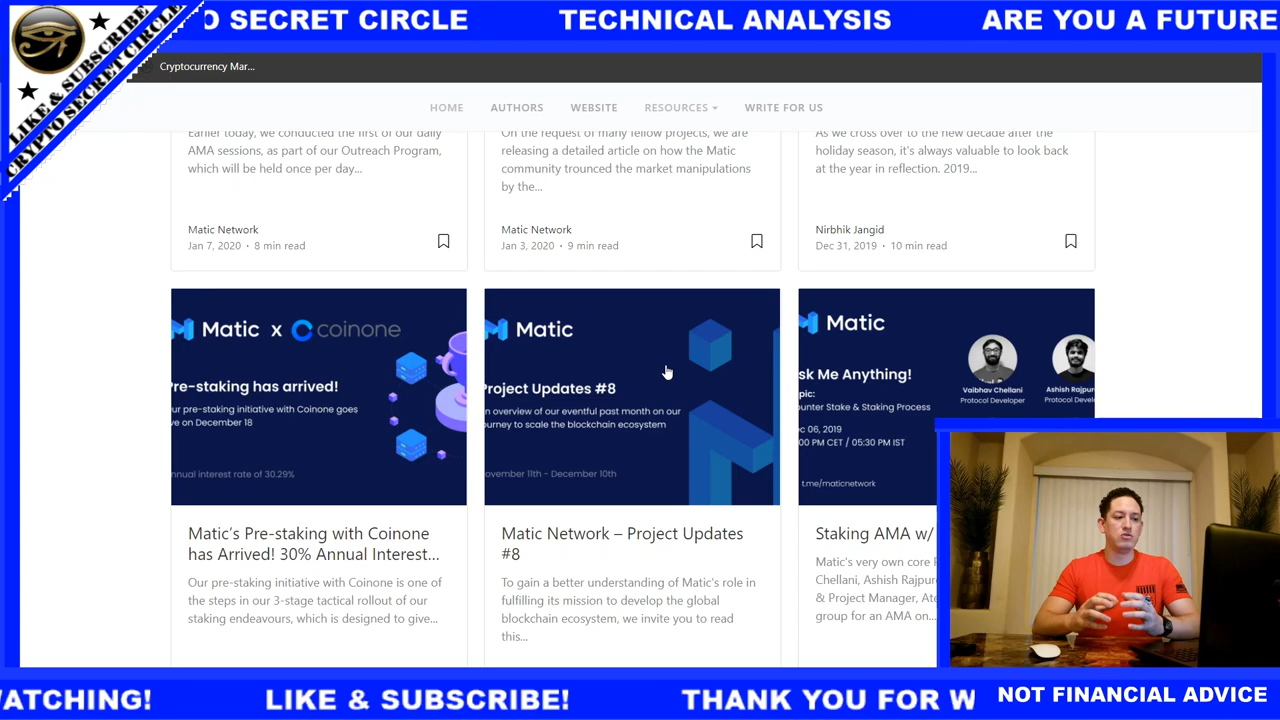 O SECRET CIRCLE
TECHNICAL ANALYSIS
ARE YOU A FUTURE
LIKE & SUBSCRIBE
CRYPTO SECRET CIRCLE
Cryptocurrency Mar...
HOME
AUTHORS
WEBSITE
RESOURCES
WRITE FOR US
Earlier today, we conducted the first of our daily
AMA sessions, as part of our Outreach Program,
which will be held once per day...
Matic Network
Jan 7, 2020 · 8 min read
On the request of many fellow projects, we are
releasing a detailed article on how the Matic
community trounced the market manipulations
by the...
Matic Network
Jan 3, 2020 · 9 min read
As we cross over to the new decade after the
holiday season, it's always valuable to look back
at the year in reflection. 2019...
Nirbhik Jangid
Dec 31, 2019 · 10 min read
Matic x coinone
Pre-staking has arrived!
ur pre-staking initiative with Coinone goes
ve on December 18
nnual interest rate of 30.29%
Matic's Pre-staking with Coinone
has Arrived! 30% Annual Interest...
Our pre-staking initiative with Coinone is one of
the steps in our 3-stage tactical rollout of our
staking endeavours, which is designed to give...
Matic
Project Updates #8
n overview of our eventful past month on our
ourney to scale the blockchain ecosystem
ovember 11th - December 10th
Matic Network – Project Updates
#8
To gain a better understanding of Matic's role in
fulfilling its mission to develop the global
blockchain ecosystem, we invite you to read
this...
Matic
sk Me Anything!
pic:
unter Stake & Staking Process
ec 06, 2019
:00 PM CET / 05:30 PM IST
t.me/maticnetwork
Vaibhav Chellani
Protocol Developer
Ashish Rajpur
Protocol Develo
Staking AMA w/
Matic's very own core P
Chellani, Ashish Rajpur
& Project Manager, Ate
group for an AMA on...
WATCHING!
LIKE & SUBSCRIBE!
THANK YOU FOR W
NOT FINANCIAL ADVICE